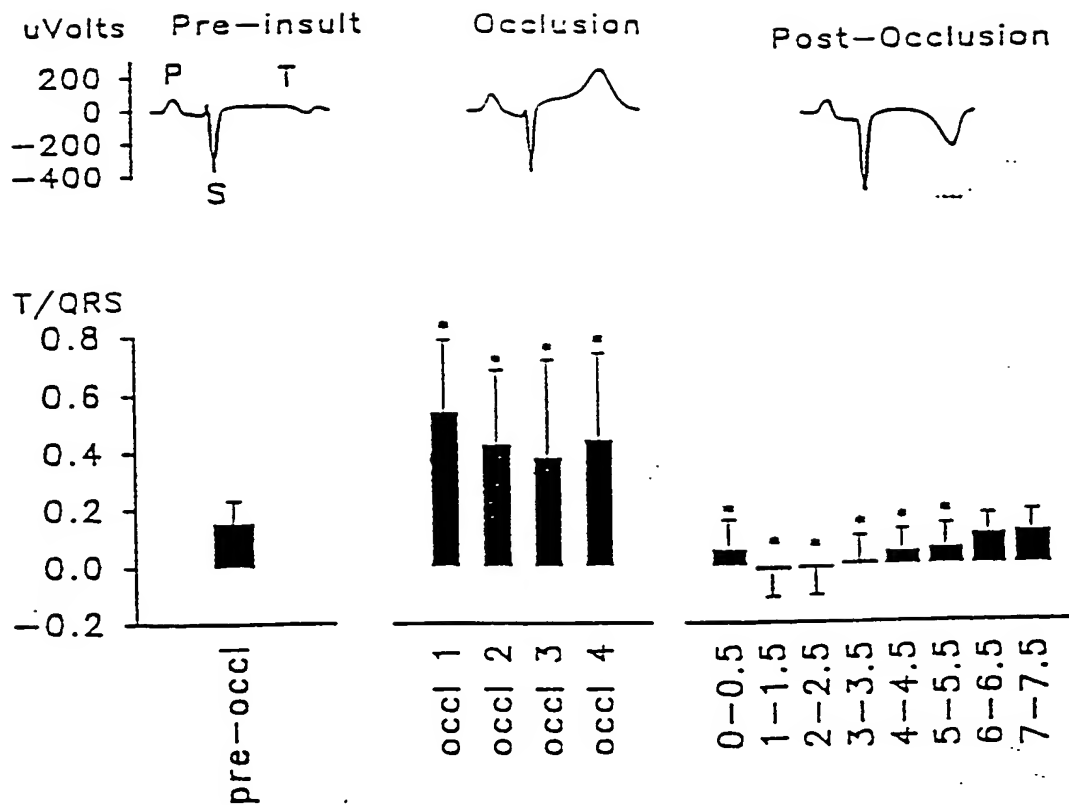 uVolts Pre-insult Occlusion Post-Occlusion
200
0
-200
-400
P
T
S
T/QRS
0.8
0.6
0.4
0.2
0.0
-0.2
* * * *
* * * * * *
pre-occl
occl 1
occl 2
occl 3
occl 4
0-0.5
1-1.5
2-2.5
3-3.5
4-4.5
5-5.5
6-6.5
7-7.5